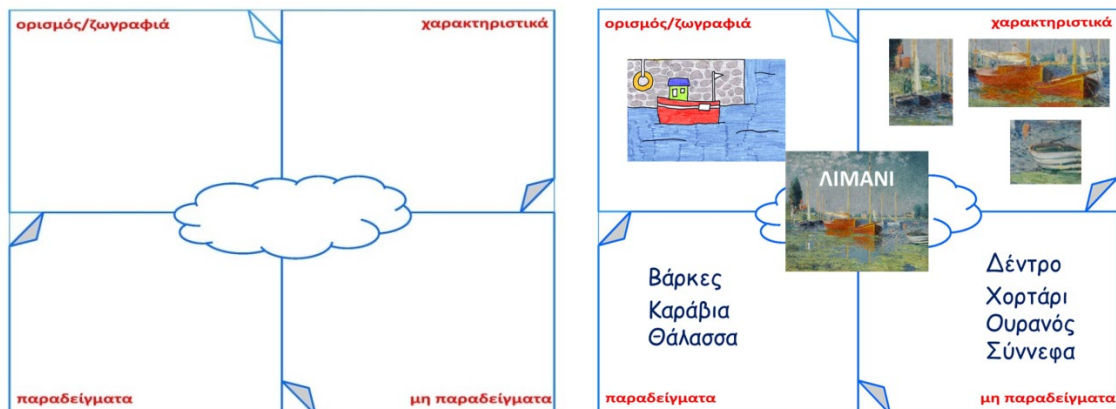 ορισμός/ζωγραφιά
χαρακτηριστικά
παραδείγματα
μη παραδείγματα
ορισμός/ζωγραφιά
χαρακτηριστικά
ΛΙΜΑΝΙ
Βάρκες
Καράβια
Θάλασσα
Δέντρο
Χορτάρι
Ουρανός
Σύννεφα
παραδείγματα
μη παραδείγματα